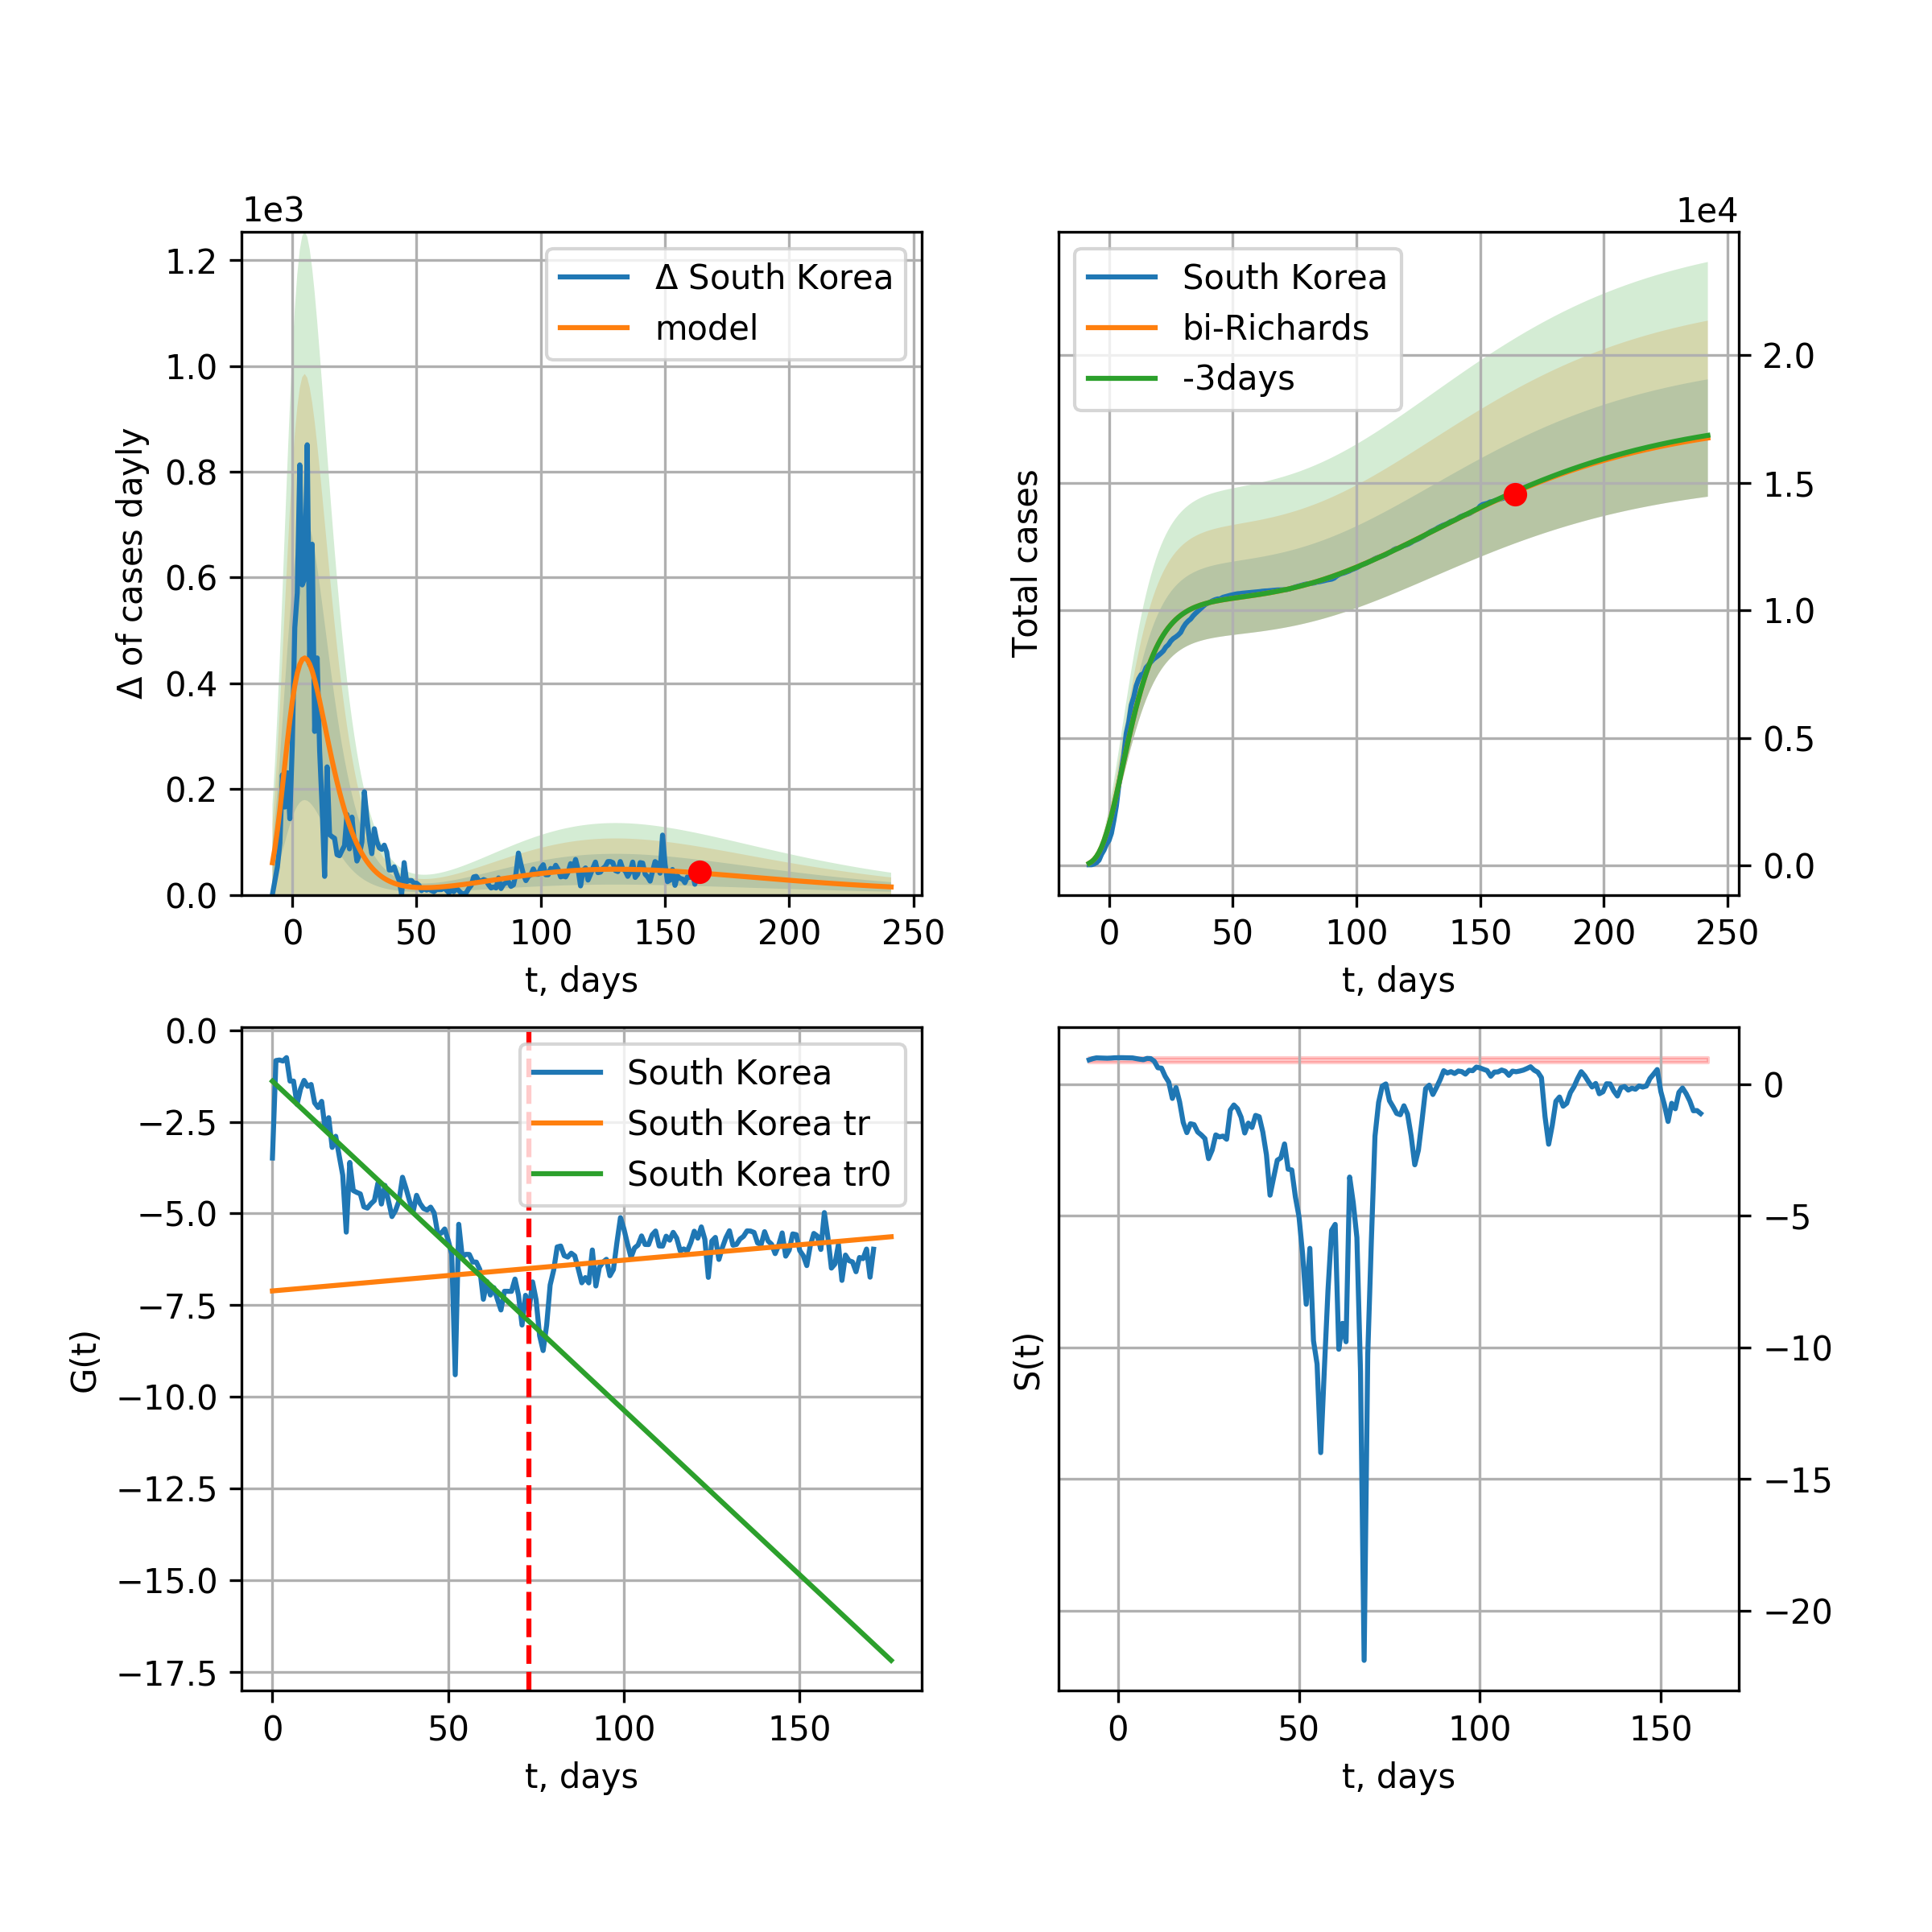 1e3
1.2
1.0
0.8
0.6
0.4
0.2
0.0
Δ of cases dayly
Δ South Korea
model
0 50 100 150 200 250
t, days
1e4
South Korea
bi-Richards
-3days
Total cases
2.0
1.5
1.0
0.5
0.0
0 50 100 150 200 250
t, days
0.0
−2.5
−5.0
−7.5
−10.0
−12.5
−15.0
−17.5
G(t)
South Korea
South Korea tr
South Korea tr0
0 50 100 150
t, days
S(t)
0
−5
−10
−15
−20
0 50 100 150
t, days